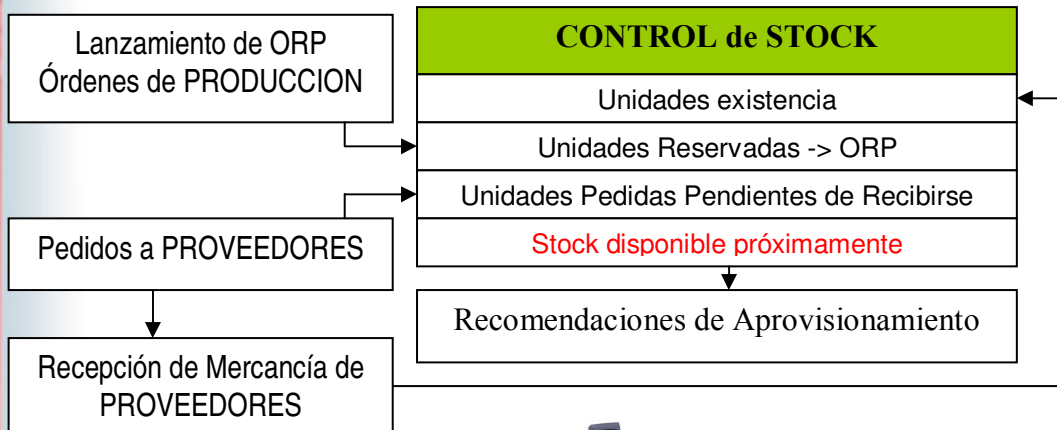 Lanzamiento de ORP
Órdenes de PRODUCCION
Pedidos a PROVEEDORES
Recepción de Mercancía de
PROVEEDORES
CONTROL de STOCK
Unidades existencia
Unidades Reservadas -> ORP
Unidades Pedidas Pendientes de Recibirse
Stock disponible próximamente
Recomendaciones de Aprovisionamiento